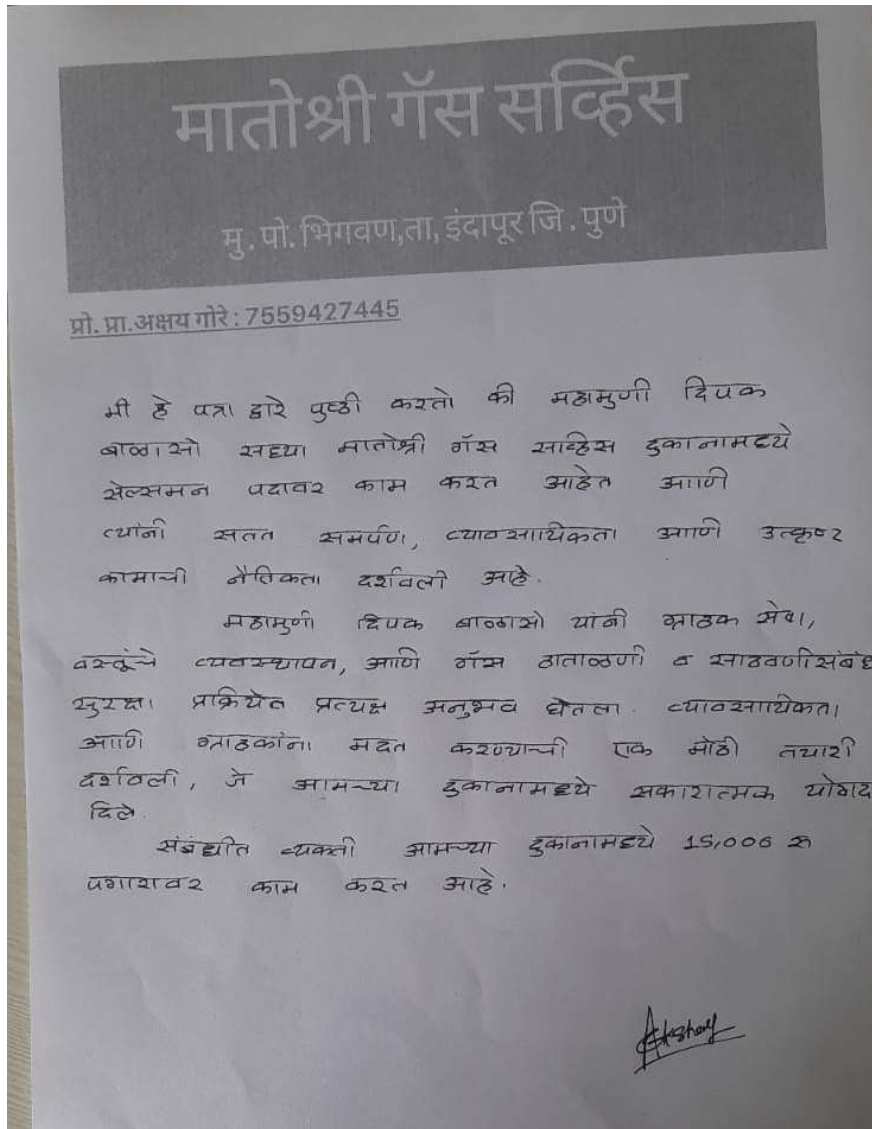 मातोश्री गॅस सर्व्हिस
मु. पो. भिगवण,ता, इंदापूर जि. पुणे
प्रो. प्रा.अक्षय गोरे : 7559427445
मी हे पत्रा द्वारे पुष्ठी करतो की महामुणी दिपक
बाळासो सध्या मातोश्री गॅस सव्हिस दुकानामध्ये
सेल्समन पदावर काम करत आहेत आणि
त्यांनी सतत समर्पण, व्यावसायिकता आणि उत्कृष्ट
कामाची नैतिकता दर्शवली आहे.
महामुणी दिपक बाळासो यांनी ग्राहक सेवा,
वस्तूंचे व्यवस्थापन, आणि गॅस हाताळणी व साठवणीसंबंध
सुरक्षा प्रक्रियेत प्रत्यक्ष अनुभव घेतला. व्यावसायिकता
आणि ग्राहकांना मदत करण्याची एक मोठी तयारी
दर्शवली, जे आमच्या दुकानामध्ये सकारात्मक योगद
दिले.
संबंधीत व्यक्ती आमच्या दुकानामध्ये 15,000 रु
पगारावर काम करत आहे.
Akshay